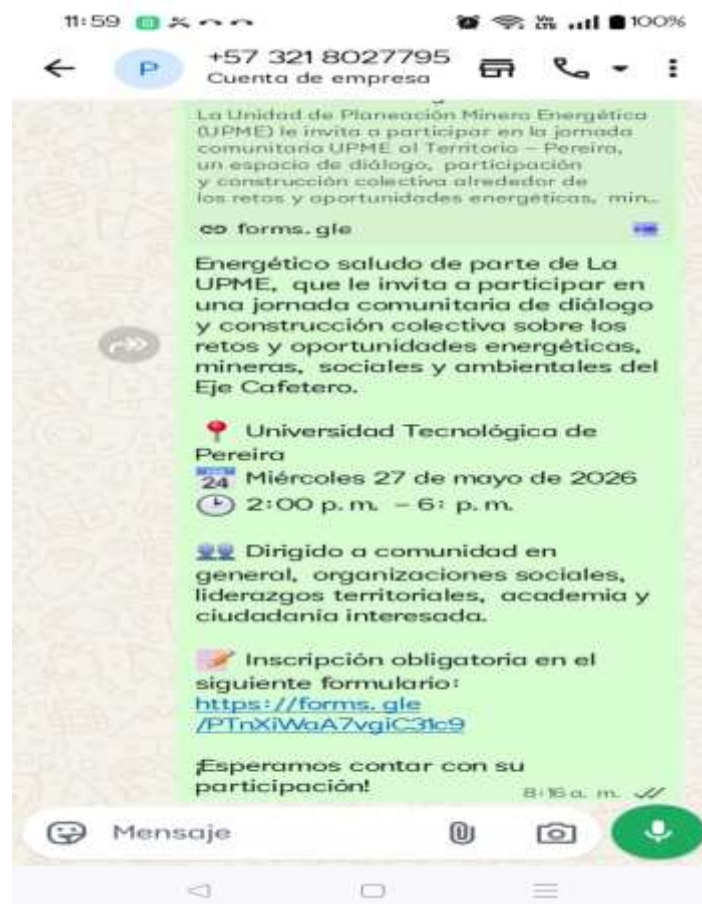 11:59
100%
P
+57 321 8027795
Cuenta de empresa
La Unidad de Planeación Minero Energética
(UPME) le invita a participar en la jornada
comunitaria UPME al Territorio – Pereira,
un espacio de diálogo, participación
y construcción colectiva alrededor de
los retos y oportunidades energéticas, min…
forms.gle
Energético saludo de parte de La
UPME, que le invita a participar en
una jornada comunitaria de diálogo
y construcción colectiva sobre los
retos y oportunidades energéticas,
mineras, sociales y ambientales del
Eje Cafetero.
Universidad Tecnológica de
Pereira
24 Miércoles 27 de mayo de 2026
2:00 p. m. – 6: p. m.
Dirigido a comunidad en
general, organizaciones sociales,
liderazgos territoriales, academia y
ciudadanía interesada.
Inscripción obligatoria en el
siguiente formulario:
https://forms.gle
/PTnXiWaA7vgiC31c9
¡Esperamos contar con su
participación!
8:16 a. m.
Mensaje